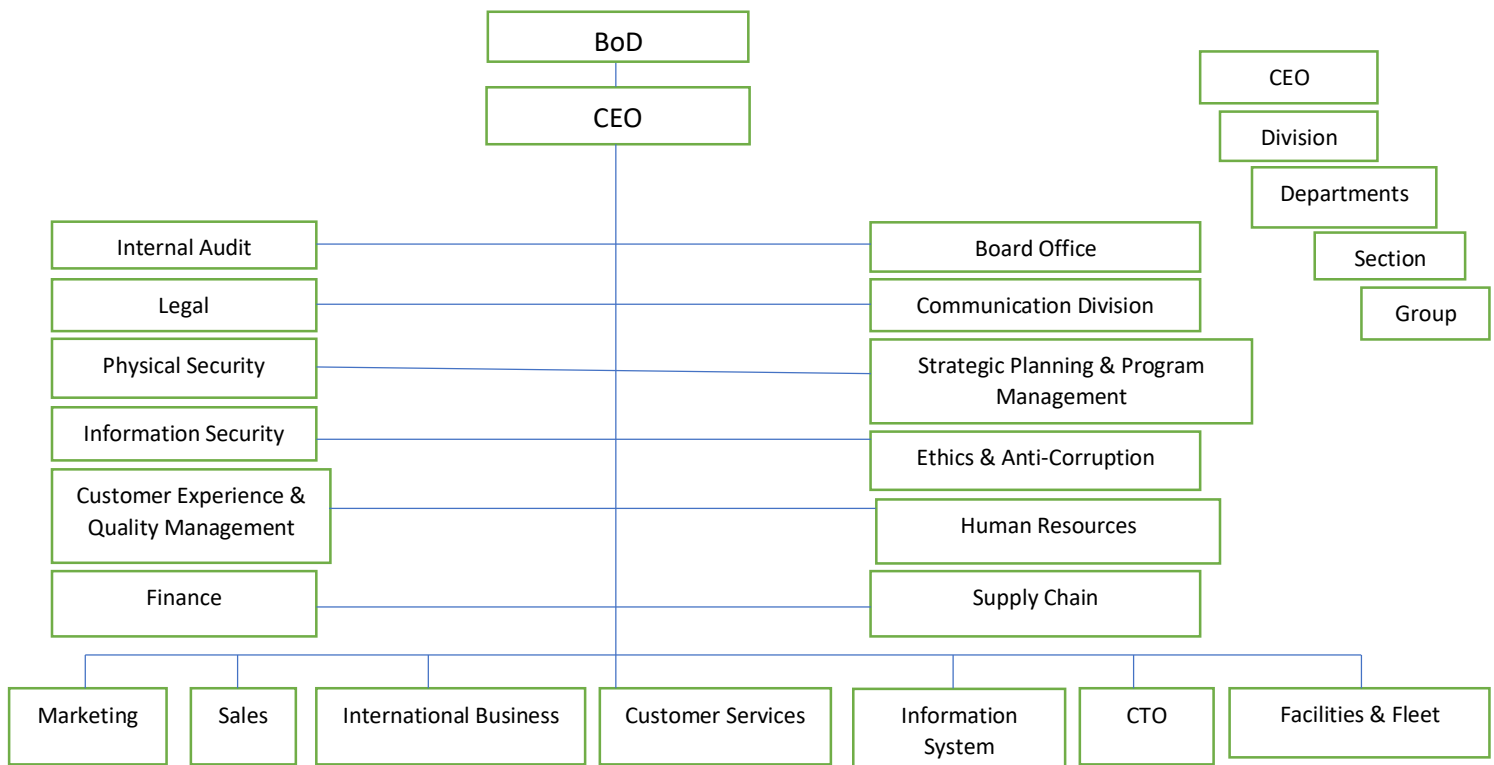 BoD
CEO
Internal Audit
Board Office
Legal
Communication Division
Physical Security
Strategic Planning & Program
Management
Information Security
Ethics & Anti-Corruption
Customer Experience &
Quality Management
Human Resources
Finance
Supply Chain
Marketing
Sales
International Business
Customer Services
Information
System
CTO
Facilities & Fleet
CEO
Division
Departments
Section
Group